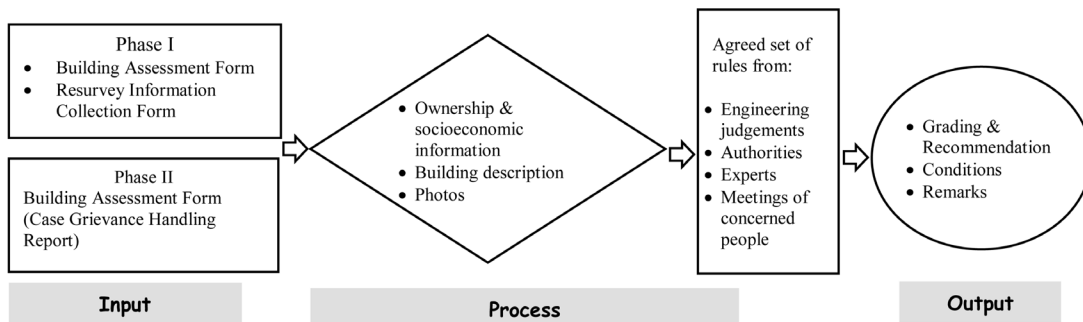 Phase I
• Building Assessment Form
• Resurvey Information
Collection Form
Phase II
Building Assessment Form
(Case Grievance Handling
Report)
• Ownership &
socioeconomic
information
• Building description
• Photos
Agreed set of
rules from:
• Engineering
judgements
• Authorities
• Experts
• Meetings of
concerned
people
• Grading &
Recommendation
• Conditions
• Remarks
Input
Process
Output